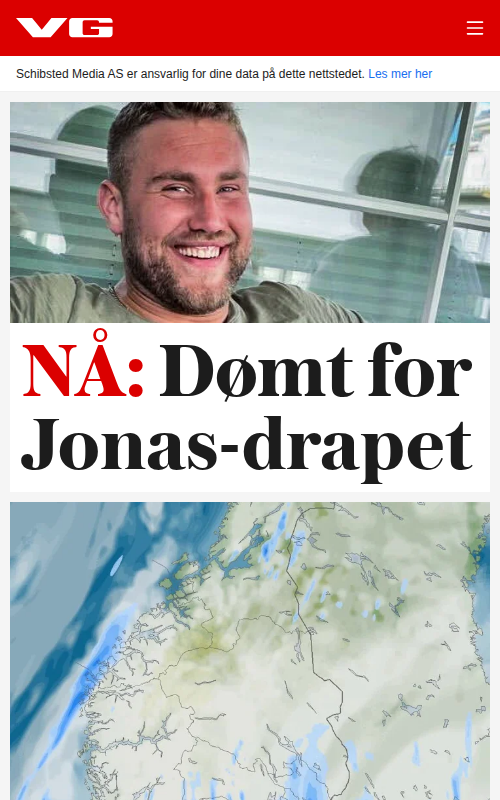 VG
Schibsted Media AS er ansvarlig for dine data på dette nettstedet. Les mer her
NÅ: Dømt for
Jonas-drapet